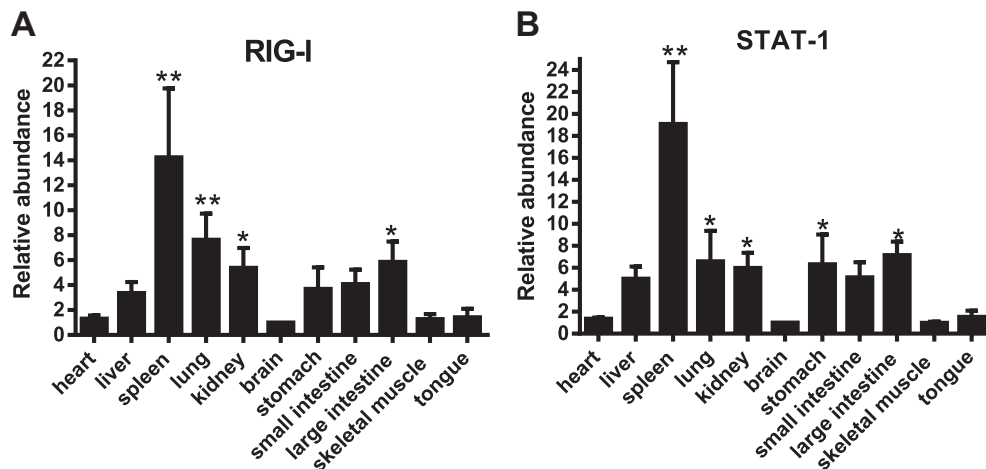 A
RIG-I
Relative abundance
22
20
18
16
14
12
10
8
6
4
2
0
**
**
*
*
heart
liver
spleen
lung
kidney
brain
stomach
small intestine
large intestine
skeletal muscle
tongue
B
STAT-1
Relative abundance
24
22
20
18
16
14
12
10
8
6
4
2
0
**
*
*
*
*
heart
liver
spleen
lung
kidney
brain
stomach
small intestine
large intestine
skeletal muscle
tongue